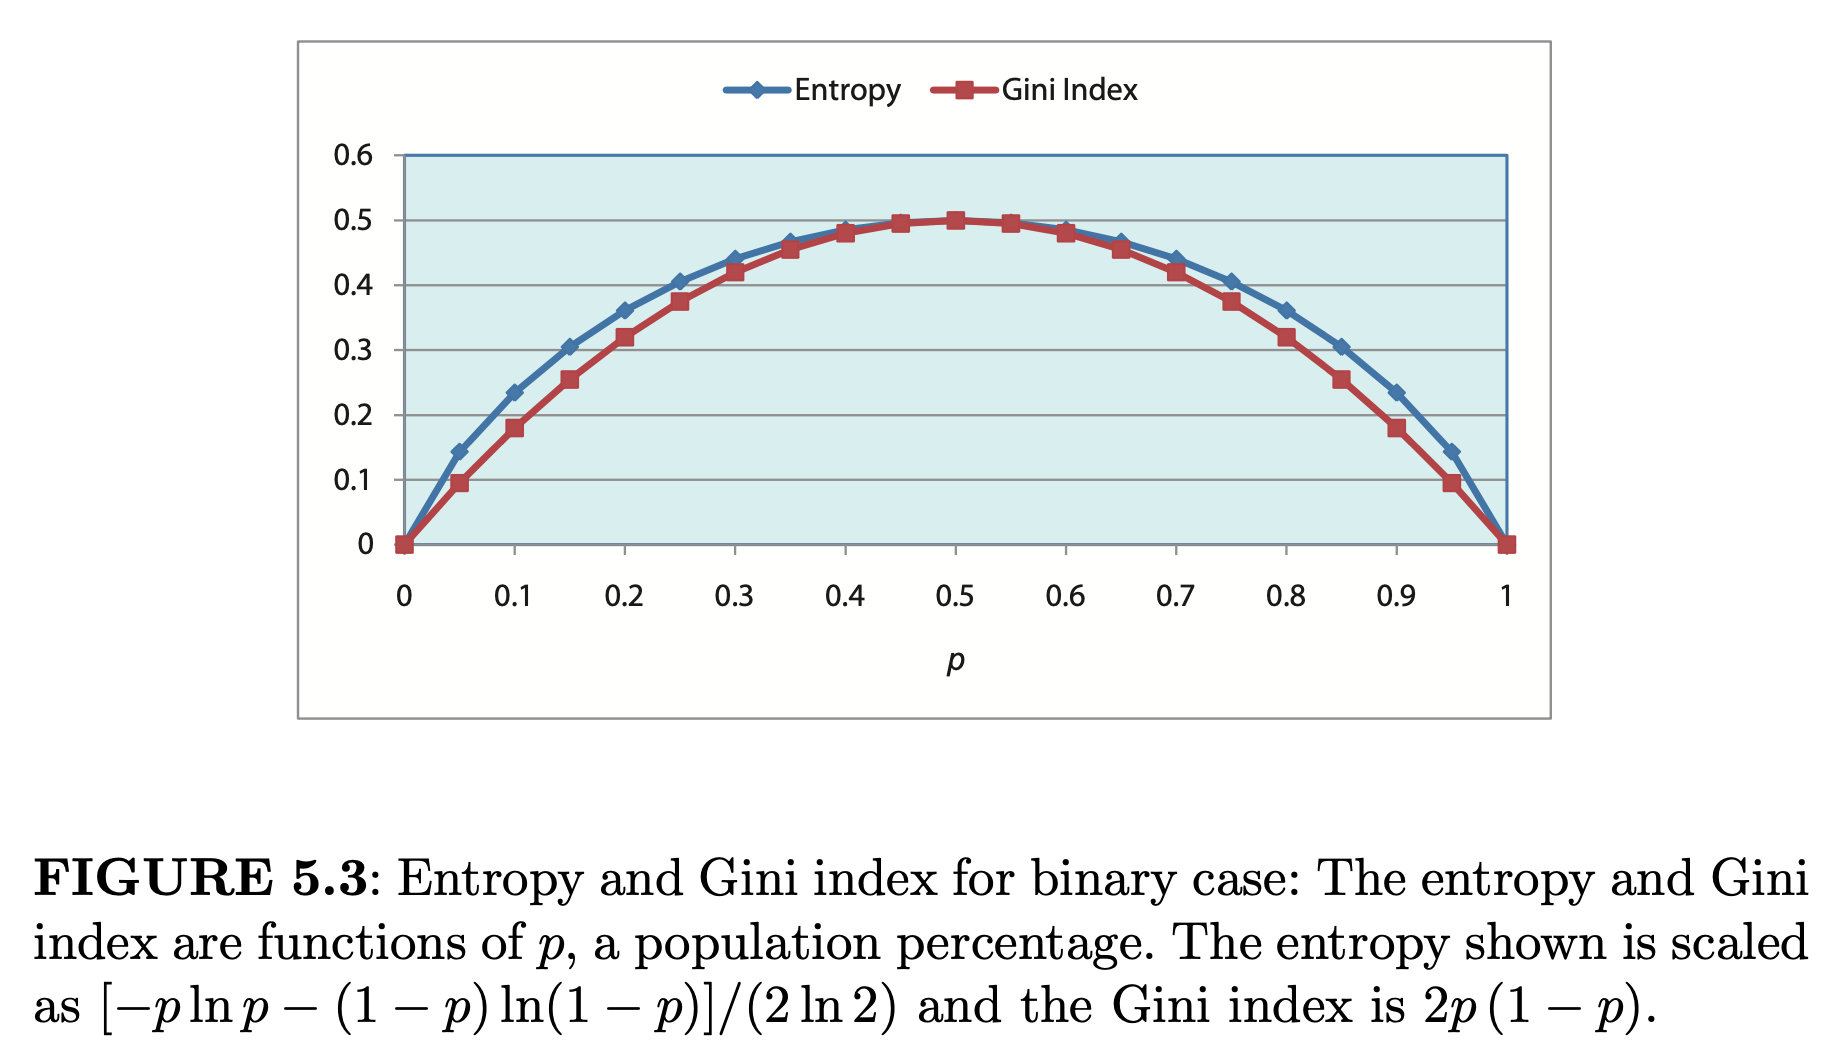 Entropy Gini Index
0.6
0.5
0.4
0.3
0.2
0.1
0
0 0.1 0.2 0.3 0.4 0.5 0.6 0.7 0.8 0.9 1
p
FIGURE 5.3: Entropy and Gini index for binary case: The entropy and Gini
index are functions of p, a population percentage. The entropy shown is scaled
as [−p ln p − (1 − p) ln(1 − p)]/(2 ln 2) and the Gini index is 2p (1 − p).